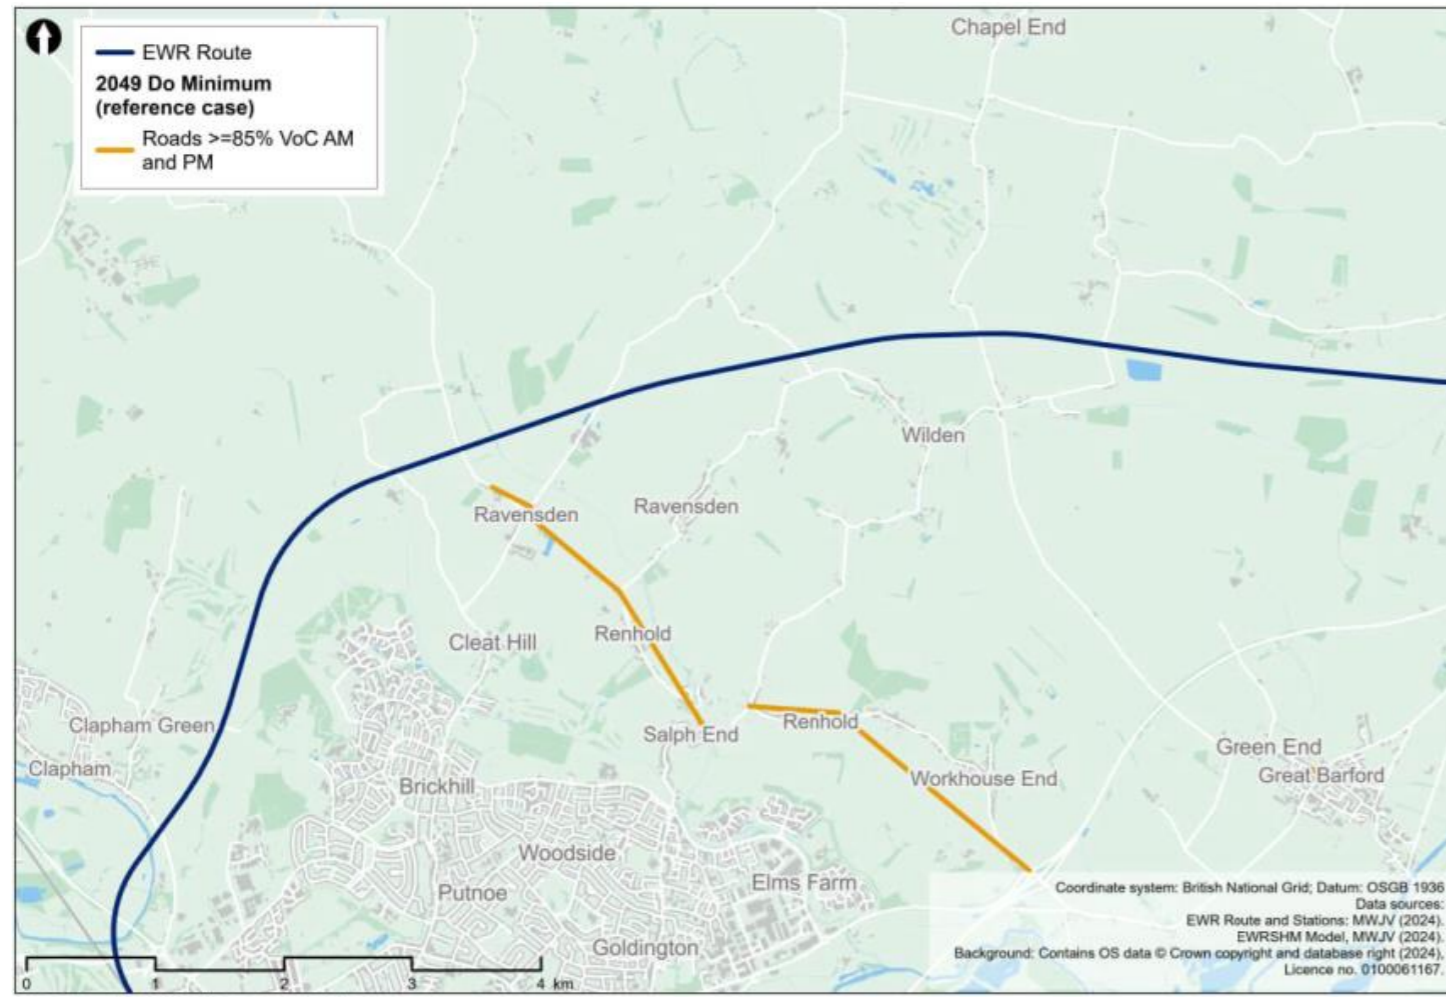 EWR Route
2049 Do Minimum
(reference case)
Roads >=85% VoC AM
and PM
Chapel End
Wilden
Ravensden
Ravensden
Renhold
Cleat Hill
Clapham Green
Salph End
Renhold
Green End
Clapham
Workhouse End
Great Barford
Brickhill
Woodside
Putnoe
Elms Farm
Goldington
Coordinate system: British National Grid; Datum: OSGB 1936
Data sources:
EWR Route and Stations: MWJV (2024).
EWRSHM Model, MWJV (2024).
Background: Contains OS data © Crown copyright and database right (2024),
Licence no. 0100061167.
0 1 2 3 4 km